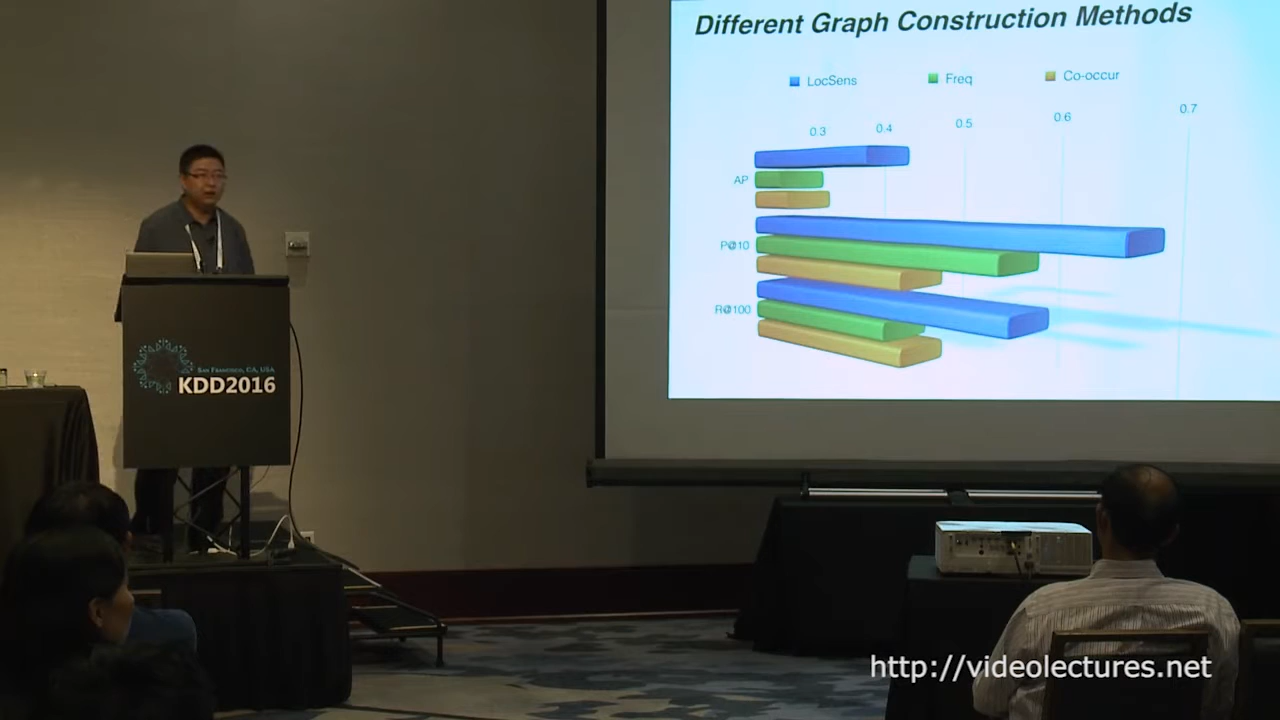 Different Graph Construction Methods
LocSens Freq Co-occur
0.3 0.4 0.5 0.6 0.7
AP
P@10
R@100
SAN FRANCISCO, CA, USA
KDD2016
http://videolectures.net